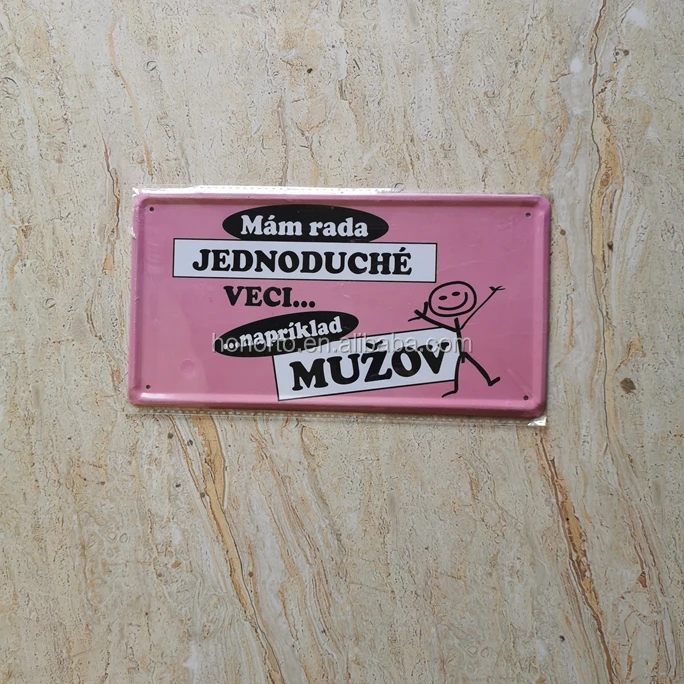 Mám rada
JEDNODUCHÉ
VECI...
...napríklad
MUŽOV
honorto.en.alibaba.com